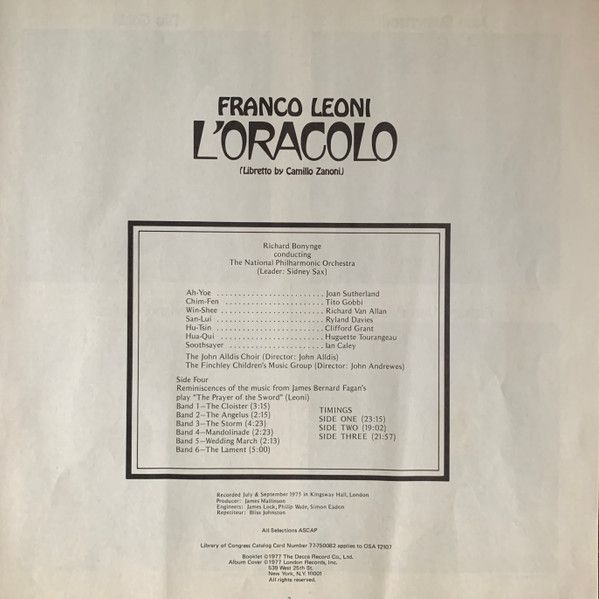 FRANCO LEONI
L'ORACOLO
(Libretto by Camillo Zanoni)
Richard Bonynge
conducting
The National Philharmonic Orchestra
(Leader: Sidney Sax)
Ah-Yoe . . . . . . . . . . . . . . . . . . . . . . . . Joan Sutherland
Chim-Fen . . . . . . . . . . . . . . . . . . . . . . Tito Gobbi
Win-Shee . . . . . . . . . . . . . . . . . . . . . . Richard Van Allan
San-Lui . . . . . . . . . . . . . . . . . . . . . . . . Ryland Davies
Hu-Tsin . . . . . . . . . . . . . . . . . . . . . . . Clifford Grant
Hua-Qui . . . . . . . . . . . . . . . . . . . . . . . Huguette Tourangeau
Soothsayer . . . . . . . . . . . . . . . . . . . . . Ian Caley
The John Alldis Choir (Director: John Alldis)
The Finchley Children's Music Group (Director: John Andrewes)
Side Four
Reminiscences of the music from James Bernard Fagan's
play "The Prayer of the Sword" (Leoni)
Band 1—The Cloister (3:15)
Band 2—The Angelus (2:15)
Band 3—The Storm (4:23)
Band 4—Mandolinade (2:23)
Band 5—Wedding March (2:13)
Band 6—The Lament (5:00)
TIMINGS
SIDE ONE (23:15)
SIDE TWO (19:02)
SIDE THREE (21:57)
Recorded July & September 1975 in Kingsway Hall, London
Producer: James Mallinson
Engineers: James Lock, Philip Wade, Simon Eadon
Repetiteur: Bliss Johnston
All Selections ASCAP
Library of Congress Catalog Card Number 77-750082 applies to OSA 12107
Booklet ©1977 The Decca Record Co., Ltd.
Album Cover ©1977 London Records, Inc.
539 West 25th St.
New York, N.Y. 10001
All rights reserved.